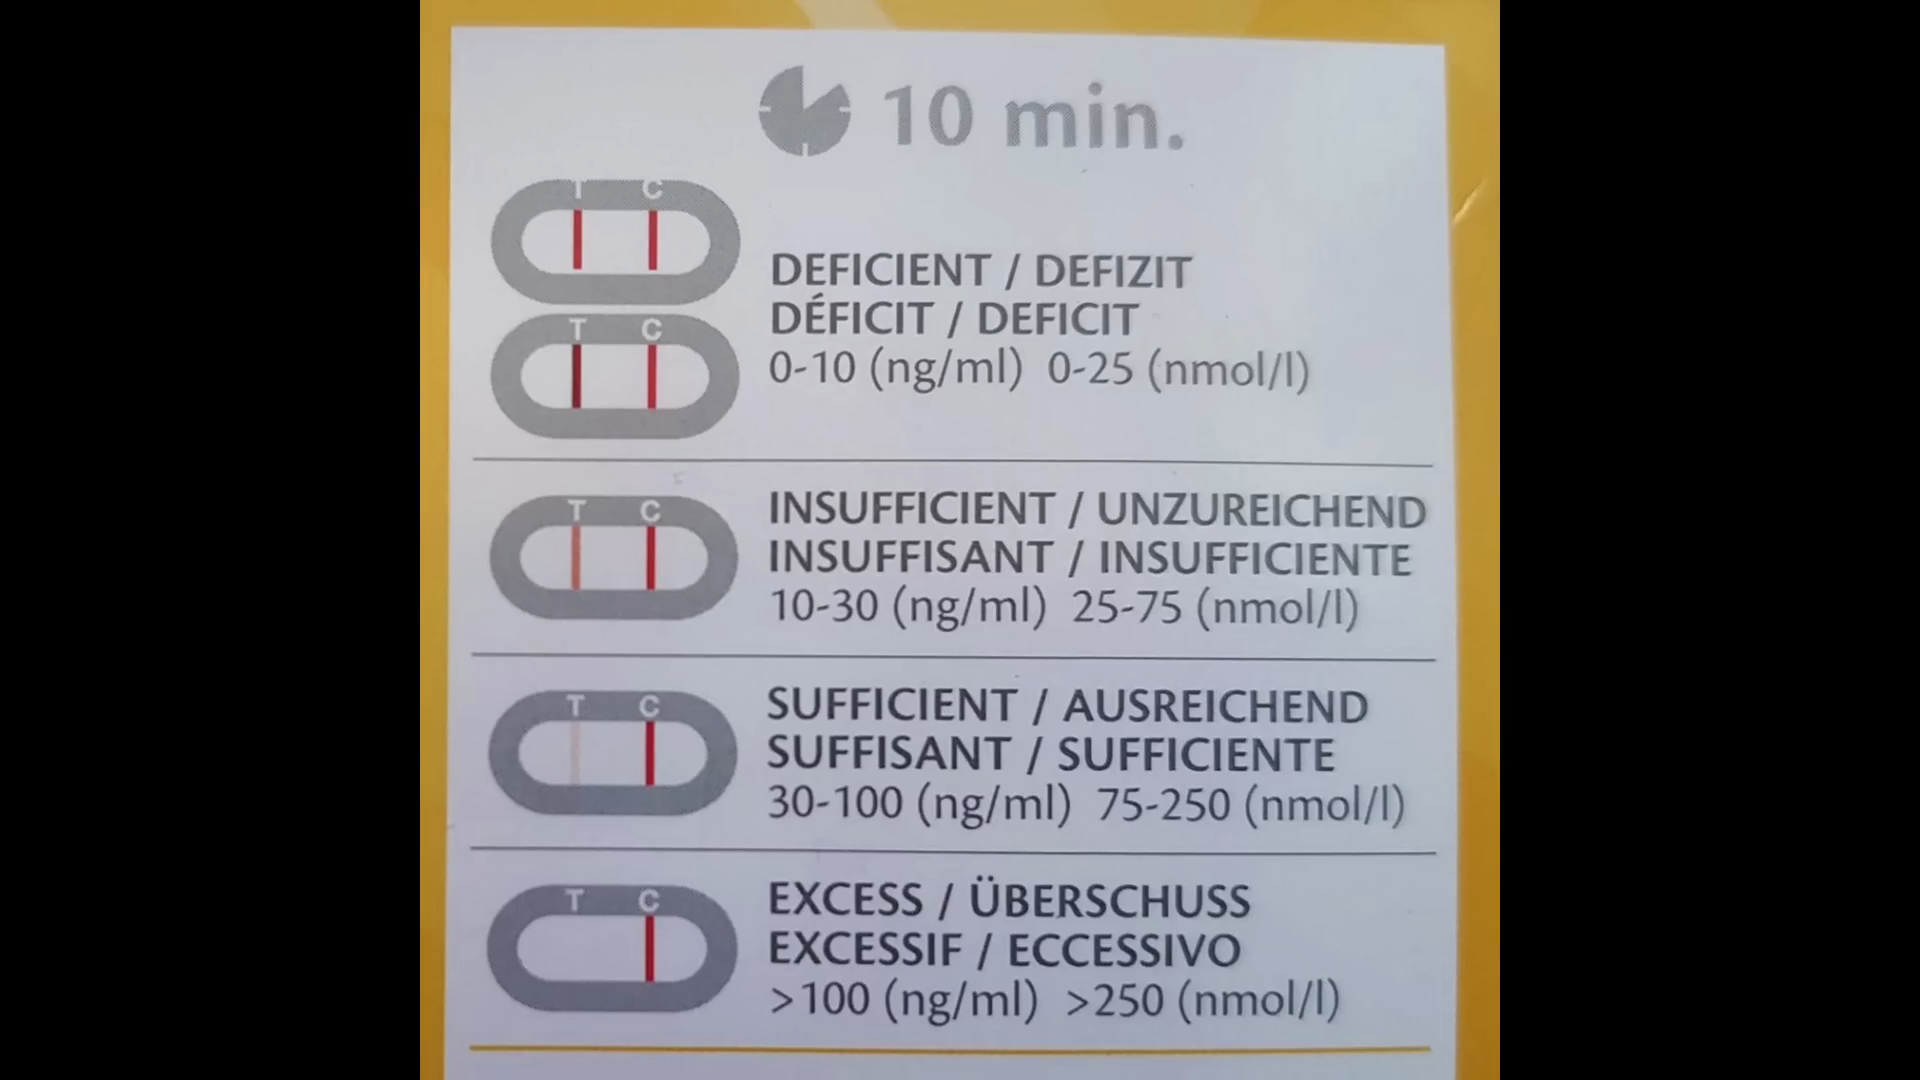 10 min.
T C
DEFICIENT / DEFIZIT
DÉFICIT / DEFICIT
T C
0-10 (ng/ml) 0-25 (nmol/l)
T C
INSUFFICIENT / UNZUREICHEND
INSUFFISANT / INSUFFICIENTE
10-30 (ng/ml) 25-75 (nmol/l)
T C
SUFFICIENT / AUSREICHEND
SUFFISANT / SUFFICIENTE
30-100 (ng/ml) 75-250 (nmol/l)
T C
EXCESS / ÜBERSCHUSS
EXCESSIF / ECCESSIVO
>100 (ng/ml) >250 (nmol/l)